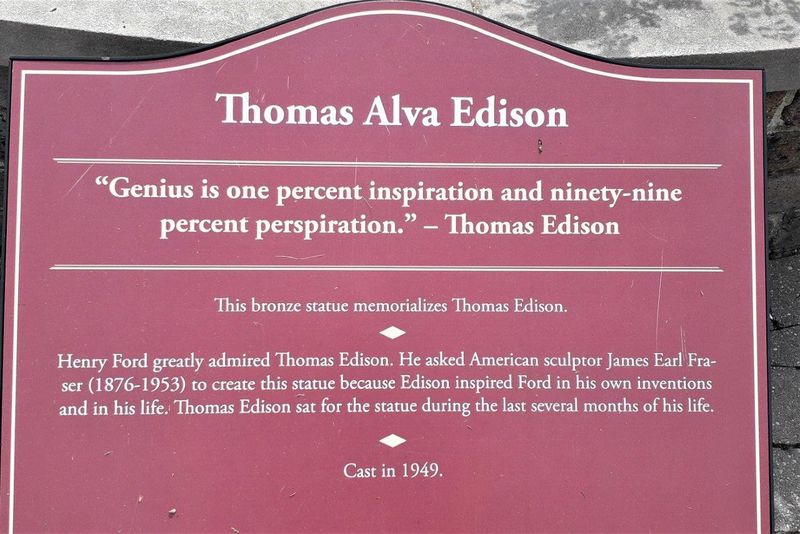 Thomas Alva Edison
“Genius is one percent inspiration and ninety-nine
percent perspiration.” – Thomas Edison
This bronze statue memorializes Thomas Edison.
Henry Ford greatly admired Thomas Edison. He asked American sculptor James Earl Fra-
ser (1876-1953) to create this statue because Edison inspired Ford in his own inventions
and in his life. Thomas Edison sat for the statue during the last several months of his life.
Cast in 1949.